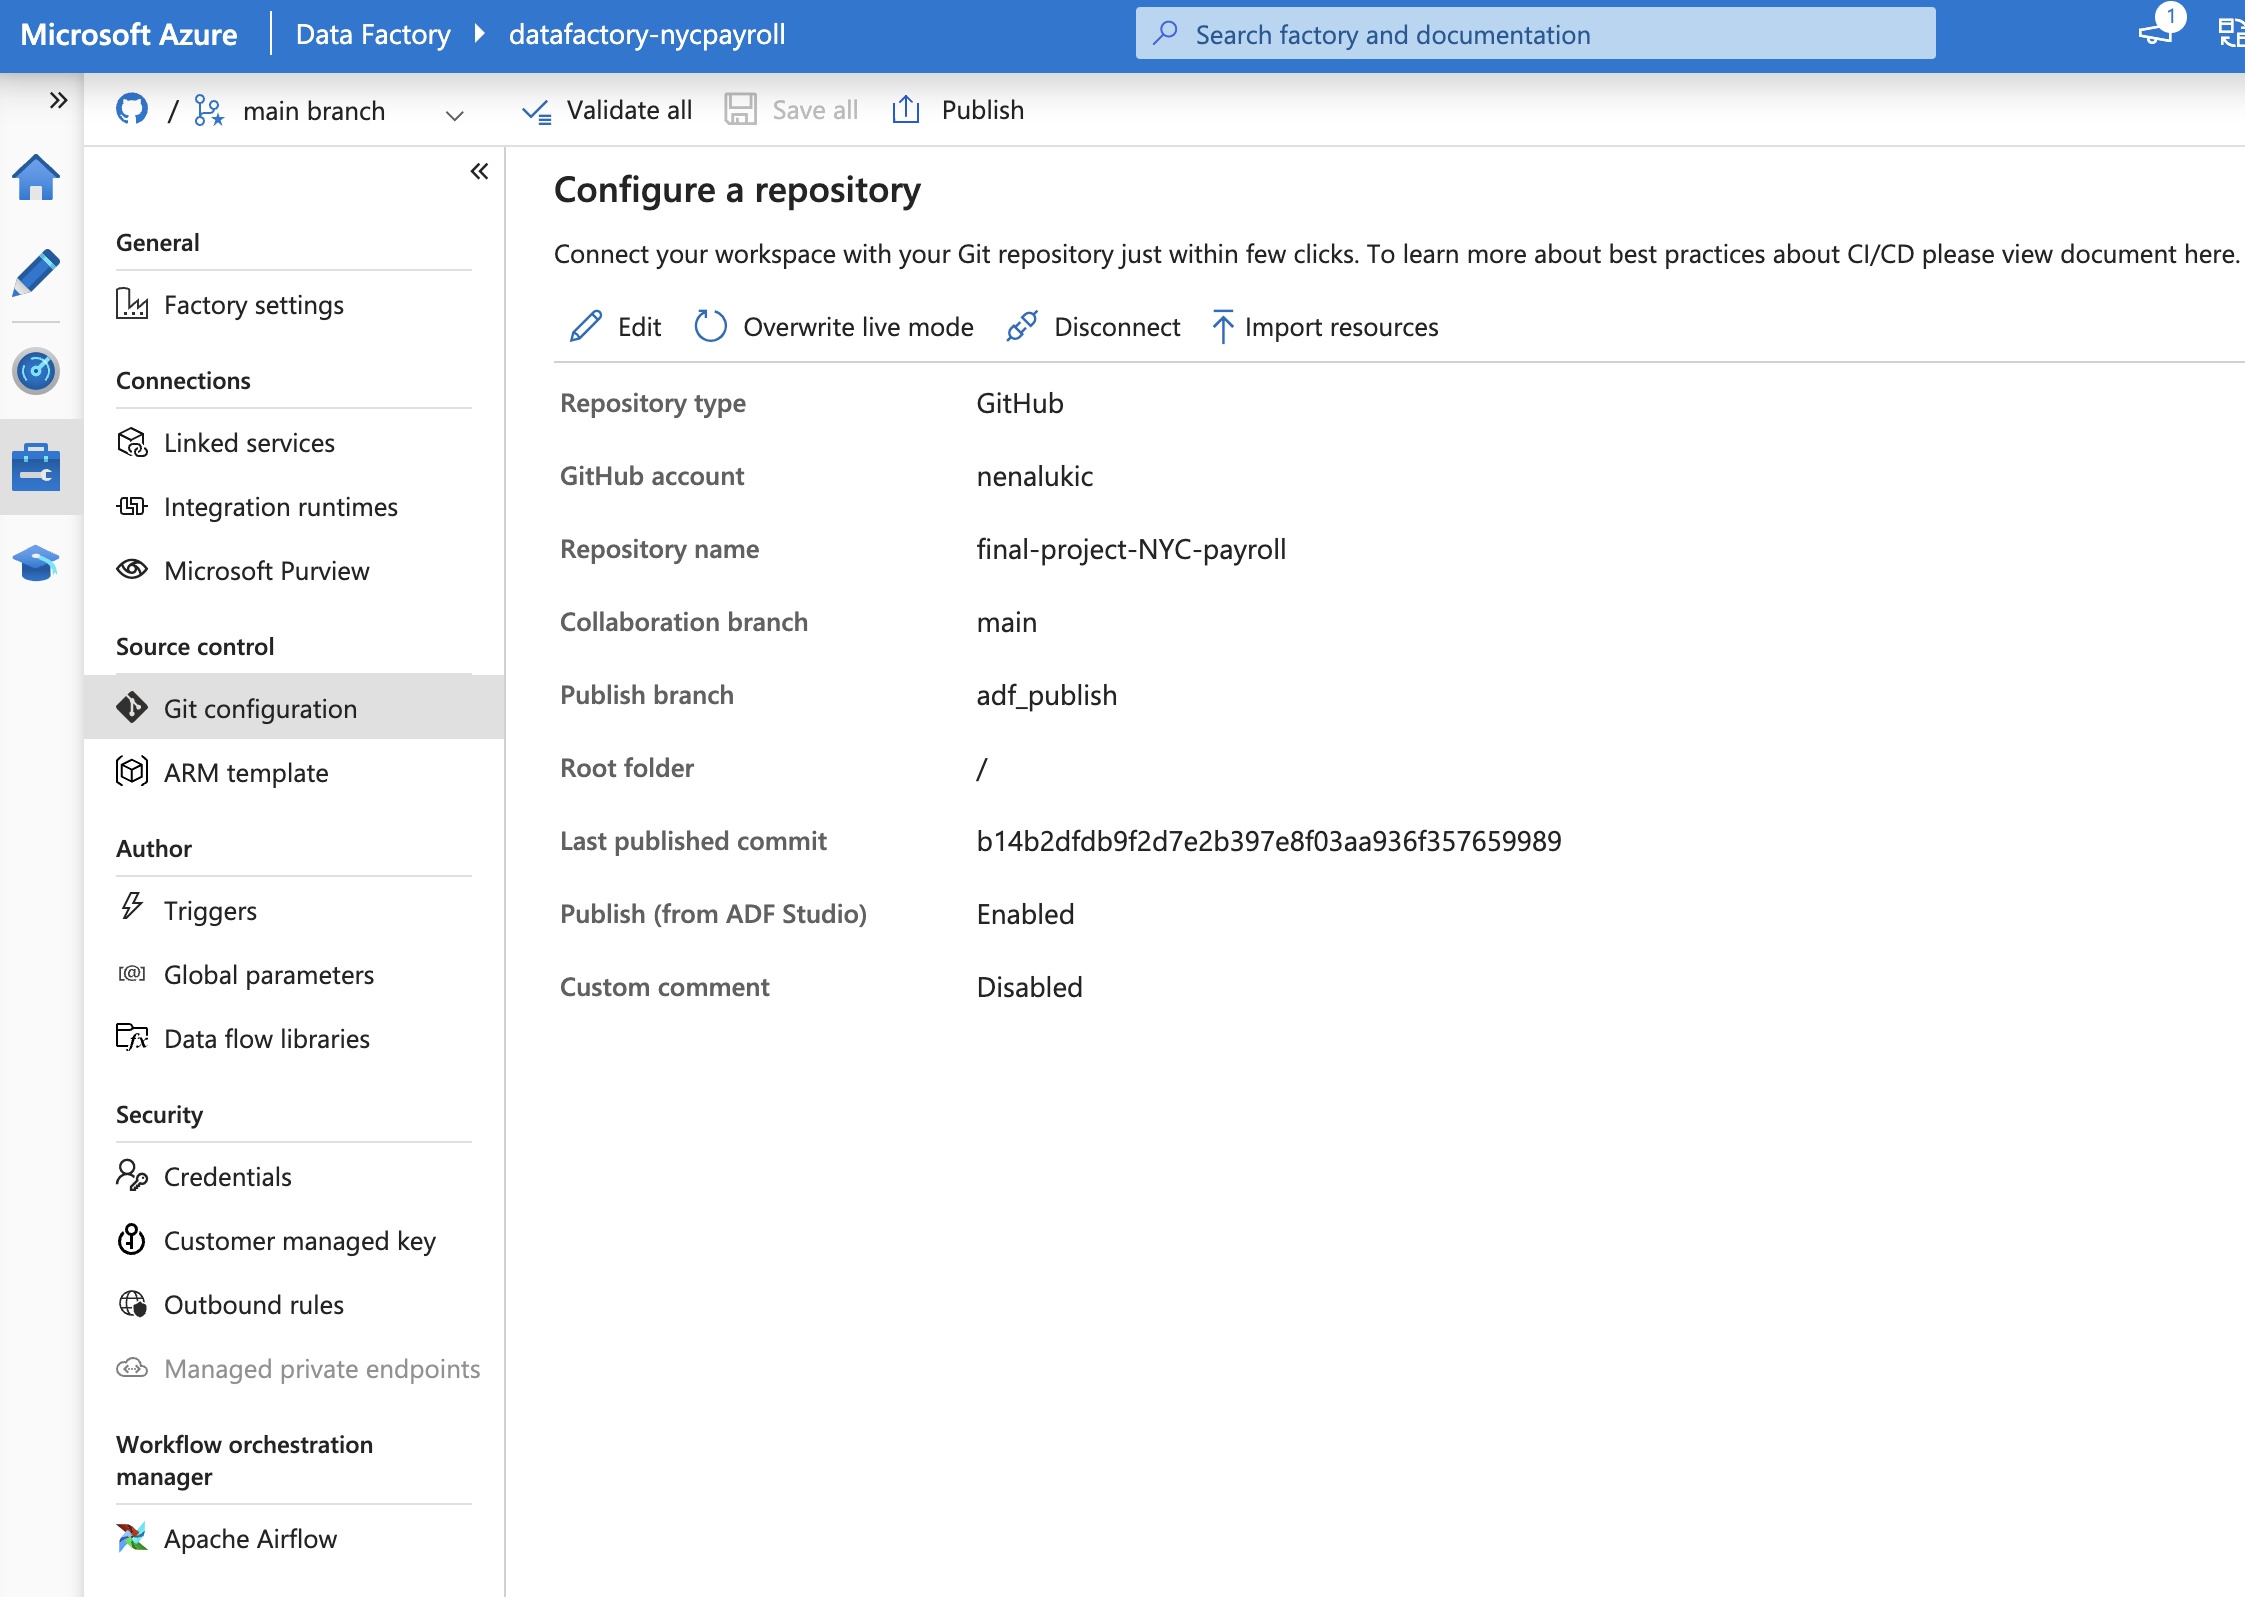 Microsoft Azure
Data Factory
datafactory-nycpayroll
Search factory and documentation
1
/
main branch
Validate all
Save all
Publish
General
Factory settings
Connections
Linked services
Integration runtimes
Microsoft Purview
Source control
Git configuration
ARM template
Author
Triggers
Global parameters
Data flow libraries
Security
Credentials
Customer managed key
Outbound rules
Managed private endpoints
Workflow orchestration
manager
Apache Airflow
Configure a repository
Connect your workspace with your Git repository just within few clicks. To learn more about best practices about CI/CD please view document here.
Edit
Overwrite live mode
Disconnect
Import resources
Repository type GitHub
GitHub account nenalukic
Repository name final-project-NYC-payroll
Collaboration branch main
Publish branch adf_publish
Root folder /
Last published commit b14b2dfdb9f2d7e2b397e8f03aa936f357659989
Publish (from ADF Studio) Enabled
Custom comment Disabled